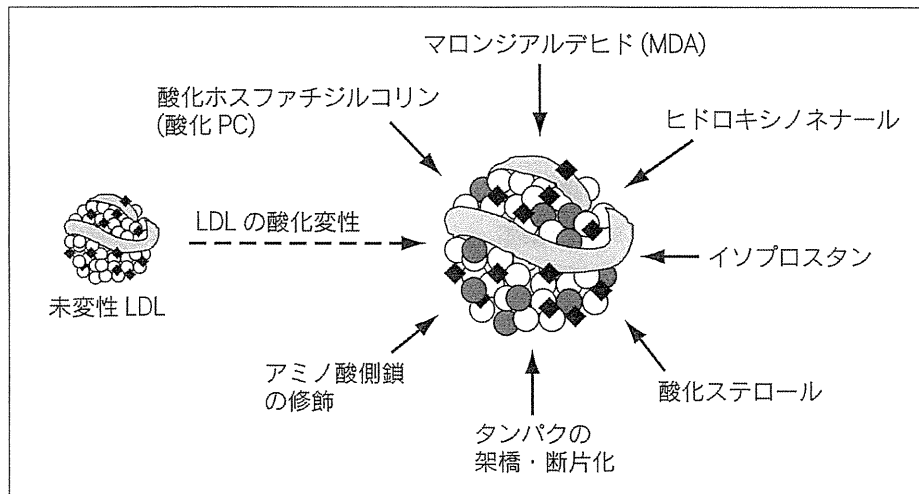 マロンジアルデヒド(MDA)
酸化ホスファチジルコリン
(酸化 PC)
ヒドロキシノネナール
LDL の酸化変性
イソプロスタン
未変性 LDL
アミノ酸側鎖
の修飾
酸化ステロール
タンパクの
架橋・断片化